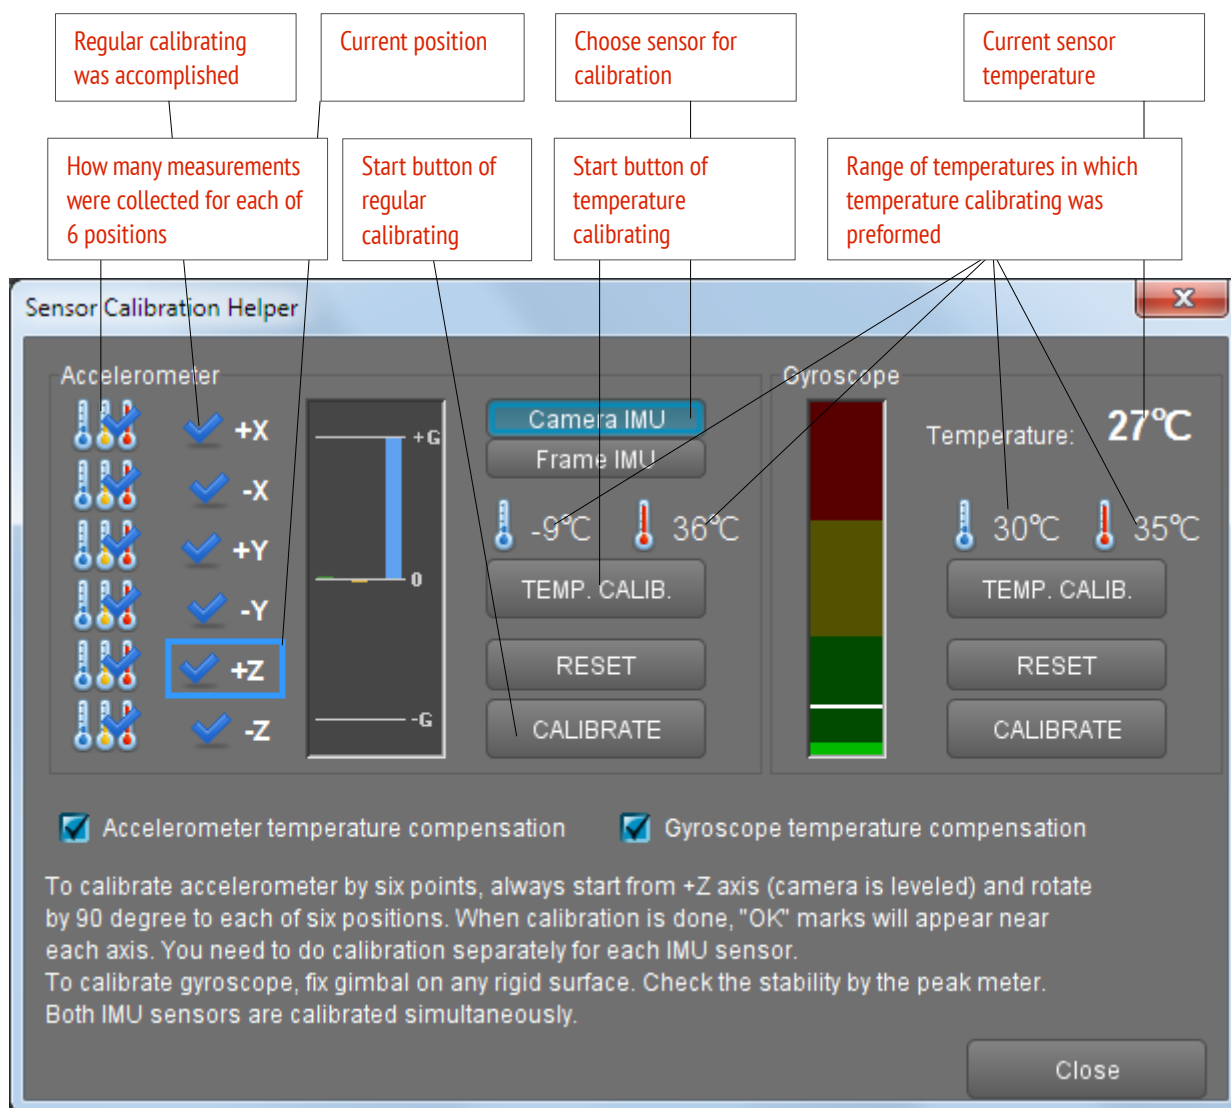 Regular calibrating
was accomplished
Current position
Choose sensor for
calibration
Current sensor
temperature
How many measurements
were collected for each of
6 positions
Start button of
regular
calibrating
Start button of
temperature
calibrating
Range of temperatures in which
temperature calibrating was
preformed
Sensor Calibration Helper
x
Accelerometer
+X
-X
+Y
-Y
+Z
-Z
+G
0
-G
Camera IMU
Frame IMU
-9°C 36°C
TEMP. CALIB.
RESET
CALIBRATE
Gyroscope
Temperature: 27°C
30°C 35°C
TEMP. CALIB.
RESET
CALIBRATE
Accelerometer temperature compensation
Gyroscope temperature compensation
To calibrate accelerometer by six points, always start from +Z axis (camera is leveled) and rotate
by 90 degree to each of six positions. When calibration is done, "OK" marks will appear near
each axis. You need to do calibration separately for each IMU sensor.
To calibrate gyroscope, fix gimbal on any rigid surface. Check the stability by the peak meter.
Both IMU sensors are calibrated simultaneously.
Close